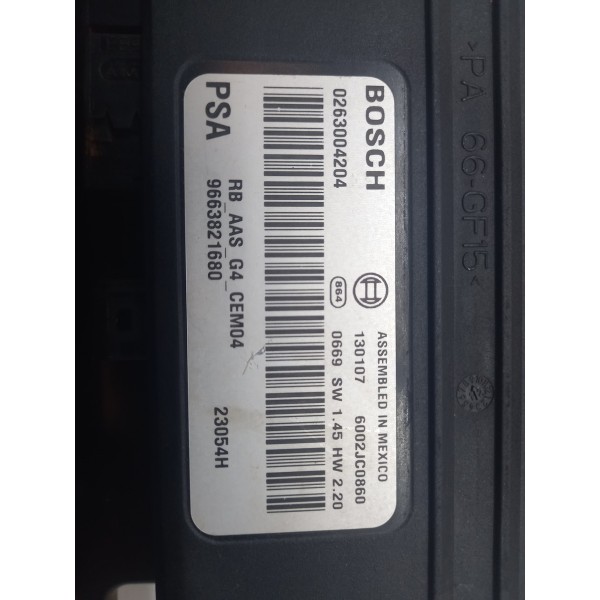 >PA 66-GF15<
BOSCH
ASSEMBLED IN MEXICO
0263004204
130107 6002JC0860
864
0669 SW 1.45 HW 2.20
RB_AAS_G4_CEM04
9663821680
23054H
PSA